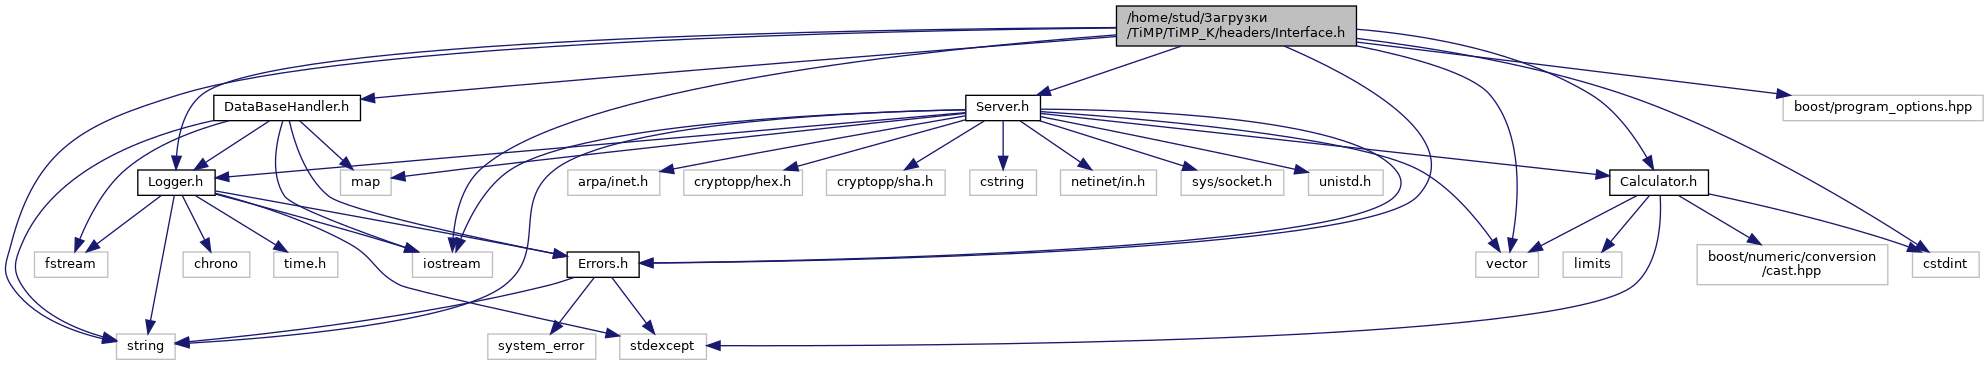 /home/stud/Загрузки
/TiMP/TiMP_K/headers/Interface.h
DataBaseHandler.h
Server.h
boost/program_options.hpp
Logger.h
map
arpa/inet.h
cryptopp/hex.h
cryptopp/sha.h
cstring
netinet/in.h
sys/socket.h
unistd.h
Calculator.h
fstream
chrono
time.h
iostream
Errors.h
vector
limits
boost/numeric/conversion
/cast.hpp
cstdint
string
system_error
stdexcept